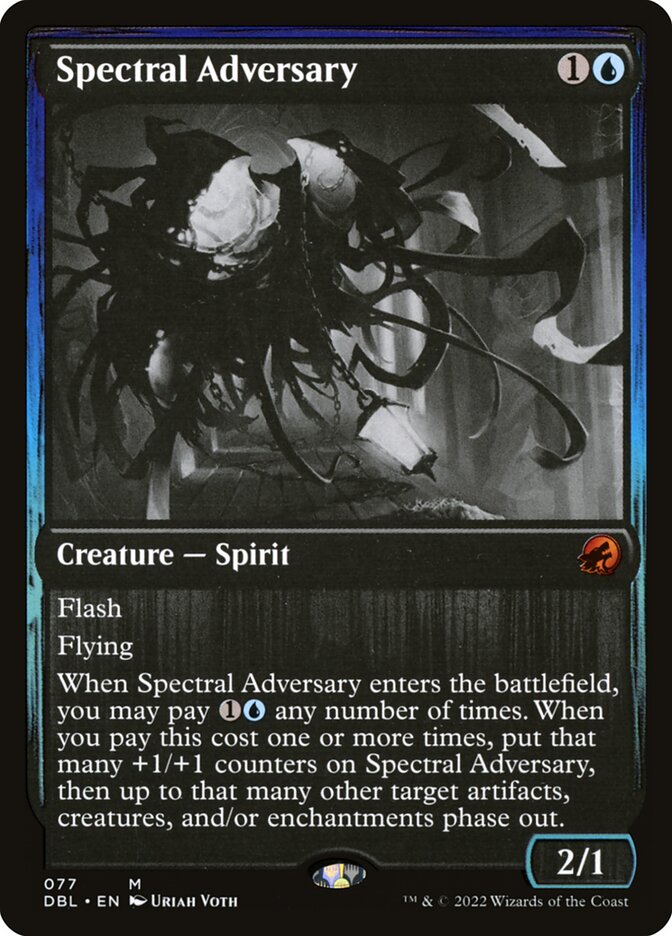 Spectral Adversary 1
Creature — Spirit
Flash
Flying
When Spectral Adversary enters the battlefield,
you may pay 1 any number of times. When
you pay this cost one or more times, put that
many +1/+1 counters on Spectral Adversary,
then up to that many other target artifacts,
creatures, and/or enchantments phase out.
2/1
077 M
DBL • EN Uriah Voth ™ & © 2022 Wizards of the Coast